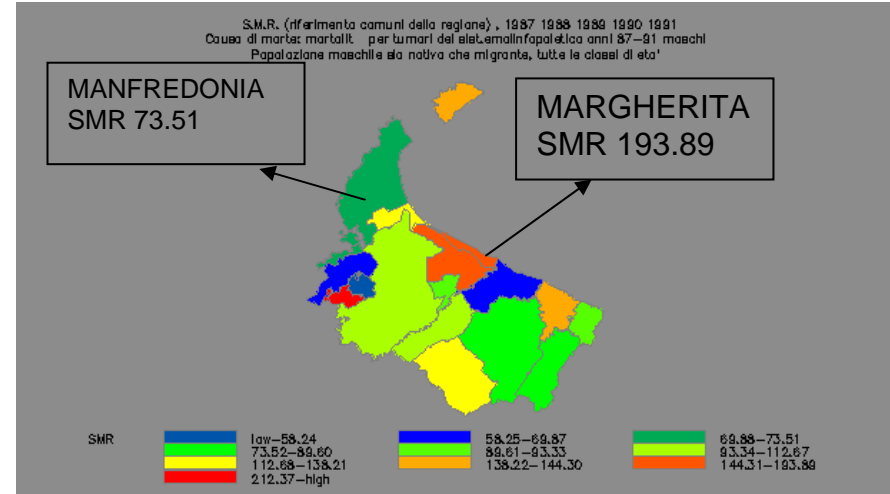 S.M.R. (riferimento comuni della regione) , 1987 1988 1989 1990 1991
Causa di morte: mortalit per tumori del sist.emolinfopoietico anni 87-91 maschi
Popolazione maschile sia nativa che migrante, tutte le classi di eta'
MANFREDONIA
SMR 73.51
MARGHERITA
SMR 193.89
SMR
low-58.24
58.25-69.87
69.88-73.51
73.52-89.60
89.61-93.33
93.34-112.67
112.68-138.21
138.22-144.30
144.31-193.89
212.37-high